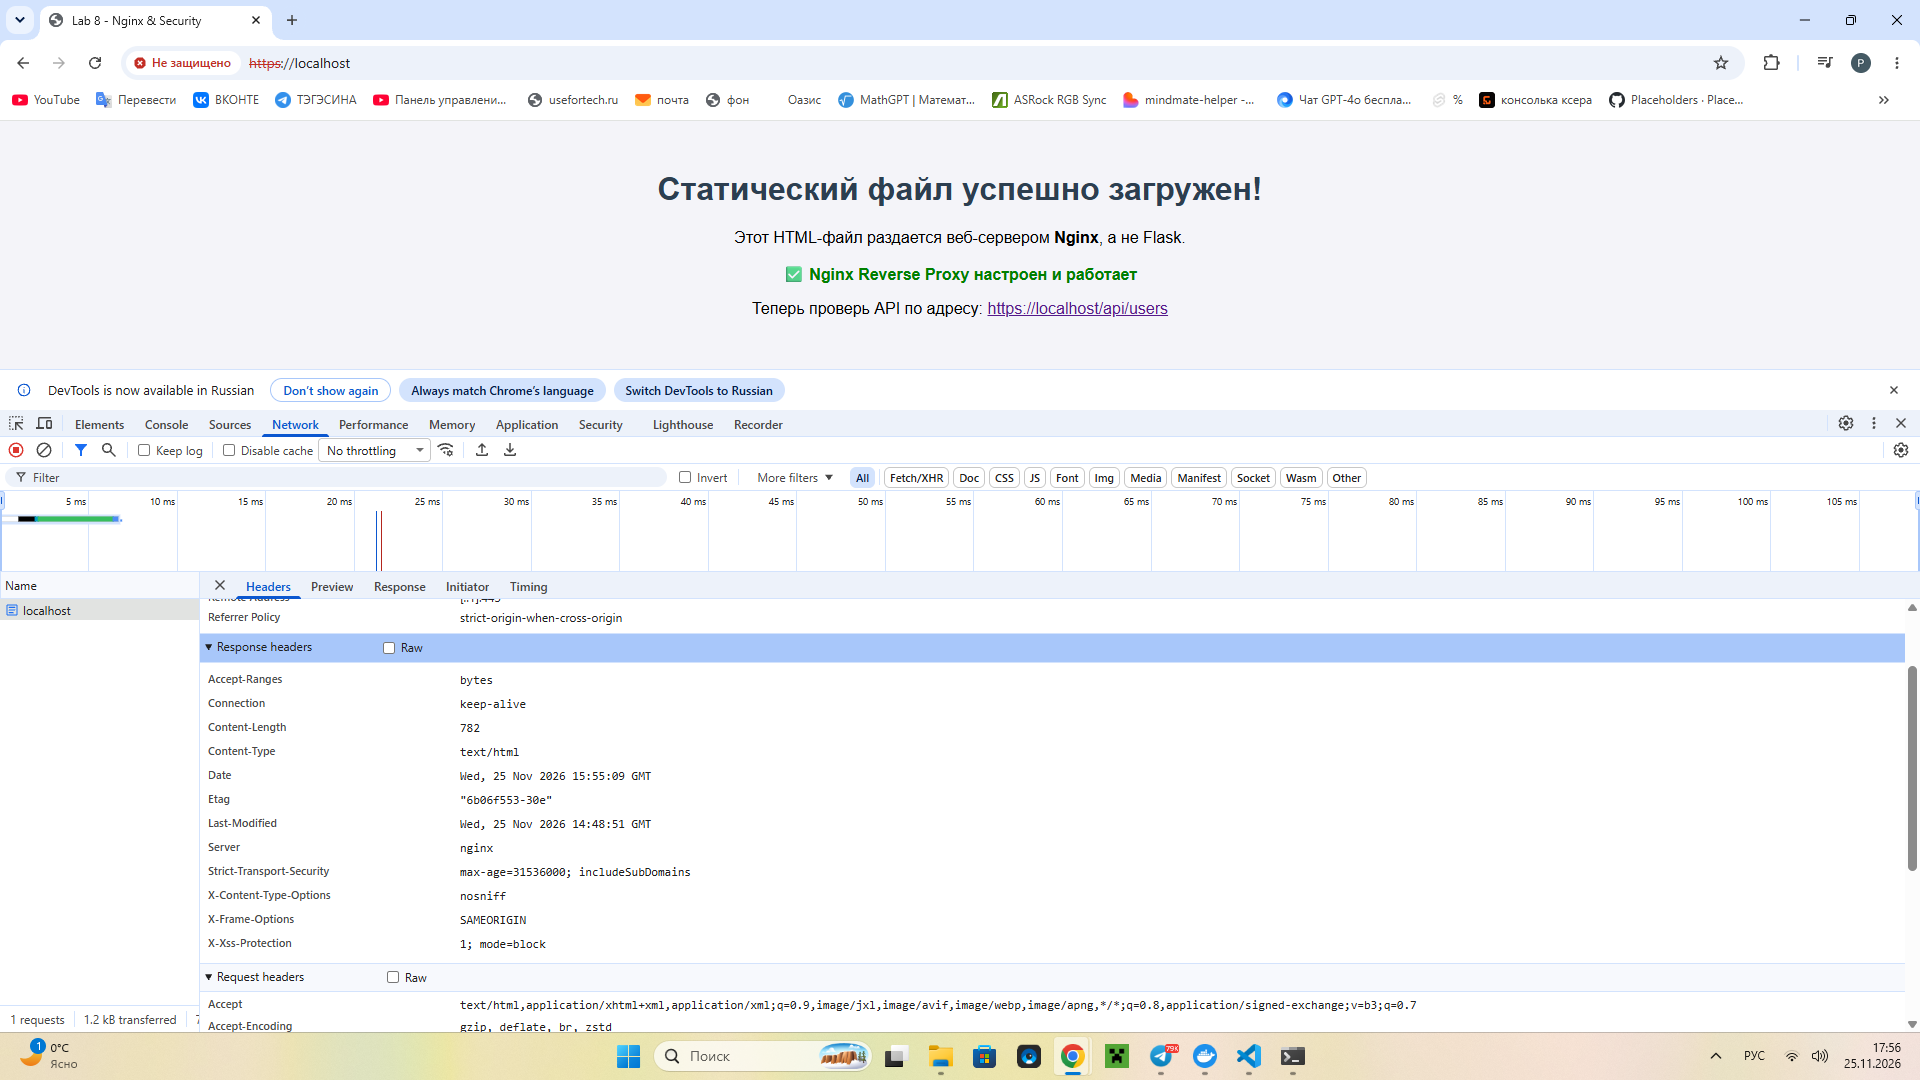 Lab 8 - Nginx & Security
Не защищено https://localhost P
YouTube Перевести ВКОНТЕ ТЭГЭСИНА Панель управлени... usefortech.ru почта фон Оазис MathGPT | Математ... ASRock RGB Sync mindmate-helper -... Чат GPT-4o беспла... % консолька ксера Placeholders · Place...
Статический файл успешно загружен!
Этот HTML-файл раздается веб-сервером Nginx, а не Flask.
✅ Nginx Reverse Proxy настроен и работает
Теперь проверь API по адресу: https://localhost/api/users
DevTools is now available in Russian Don't show again Always match Chrome's language Switch DevTools to Russian
Elements Console Sources Network Performance Memory Application Security Lighthouse Recorder
Keep log Disable cache No throttling
Filter Invert More filters All Fetch/XHR Doc CSS JS Font Img Media Manifest Socket Wasm Other
5 ms 10 ms 15 ms 20 ms 25 ms 30 ms 35 ms 40 ms 45 ms 50 ms 55 ms 60 ms 65 ms 70 ms 75 ms 80 ms 85 ms 90 ms 95 ms 100 ms 105 ms
Name Headers Preview Response Initiator Timing
localhost
Remote Address [::1]:443
Referrer Policy strict-origin-when-cross-origin
Response headers Raw
Accept-Ranges bytes
Connection keep-alive
Content-Length 782
Content-Type text/html
Date Wed, 25 Nov 2026 15:55:09 GMT
Etag "6b06f553-30e"
Last-Modified Wed, 25 Nov 2026 14:48:51 GMT
Server nginx
Strict-Transport-Security max-age=31536000; includeSubDomains
X-Content-Type-Options nosniff
X-Frame-Options SAMEORIGIN
X-Xss-Protection 1; mode=block
Request headers Raw
Accept text/html,application/xhtml+xml,application/xml;q=0.9,image/jxl,image/avif,image/webp,image/apng,*/*;q=0.8,application/signed-exchange;v=b3;q=0.7
Accept-Encoding gzip, deflate, br, zstd
1 requests 1.2 kB transferred 7
1 0°C
Ясно
Поиск
79K
РУС
17:56
25.11.2026